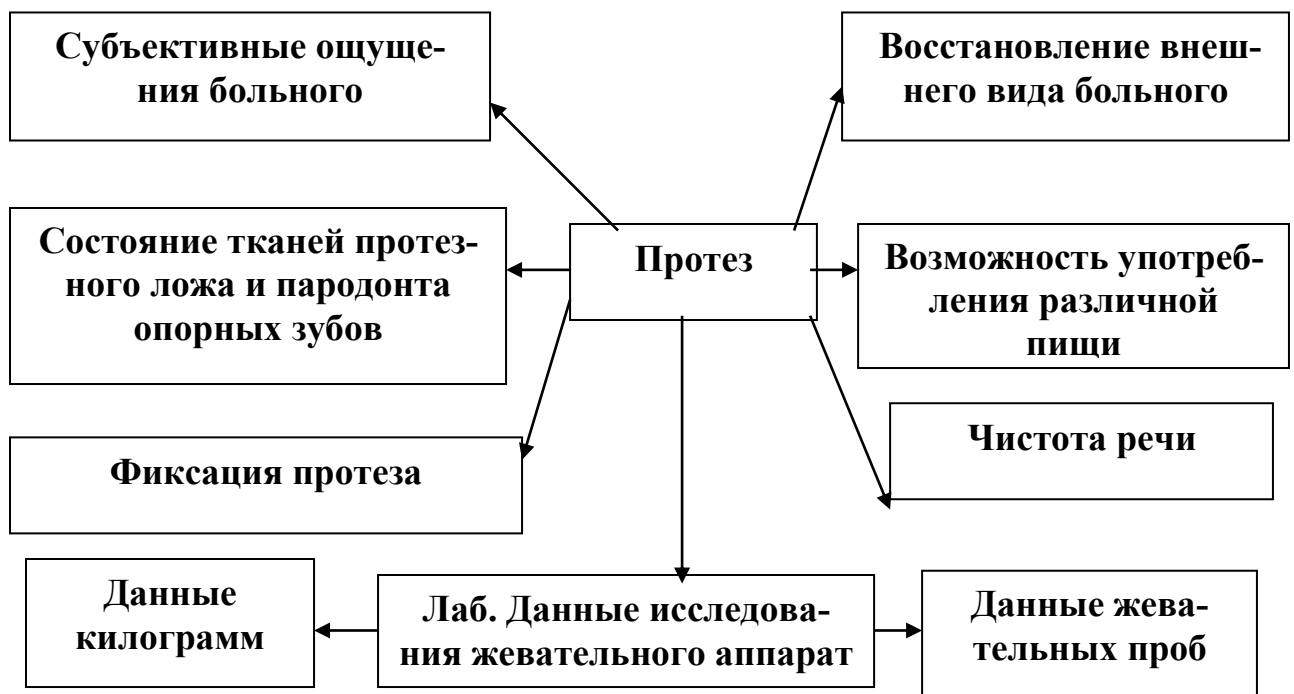 Субъективные ощуще-
ния больного
Восстановление внеш-
него вида больного
Состояние тканей протез-
ного ложа и пародонта
опорных зубов
Протез
Возможность употреб-
ления различной
пищи
Фиксация протеза
Чистота речи
Данные
килограмм
Лаб. Данные исследова-
ния жевательного аппарат
Данные жева-
тельных проб